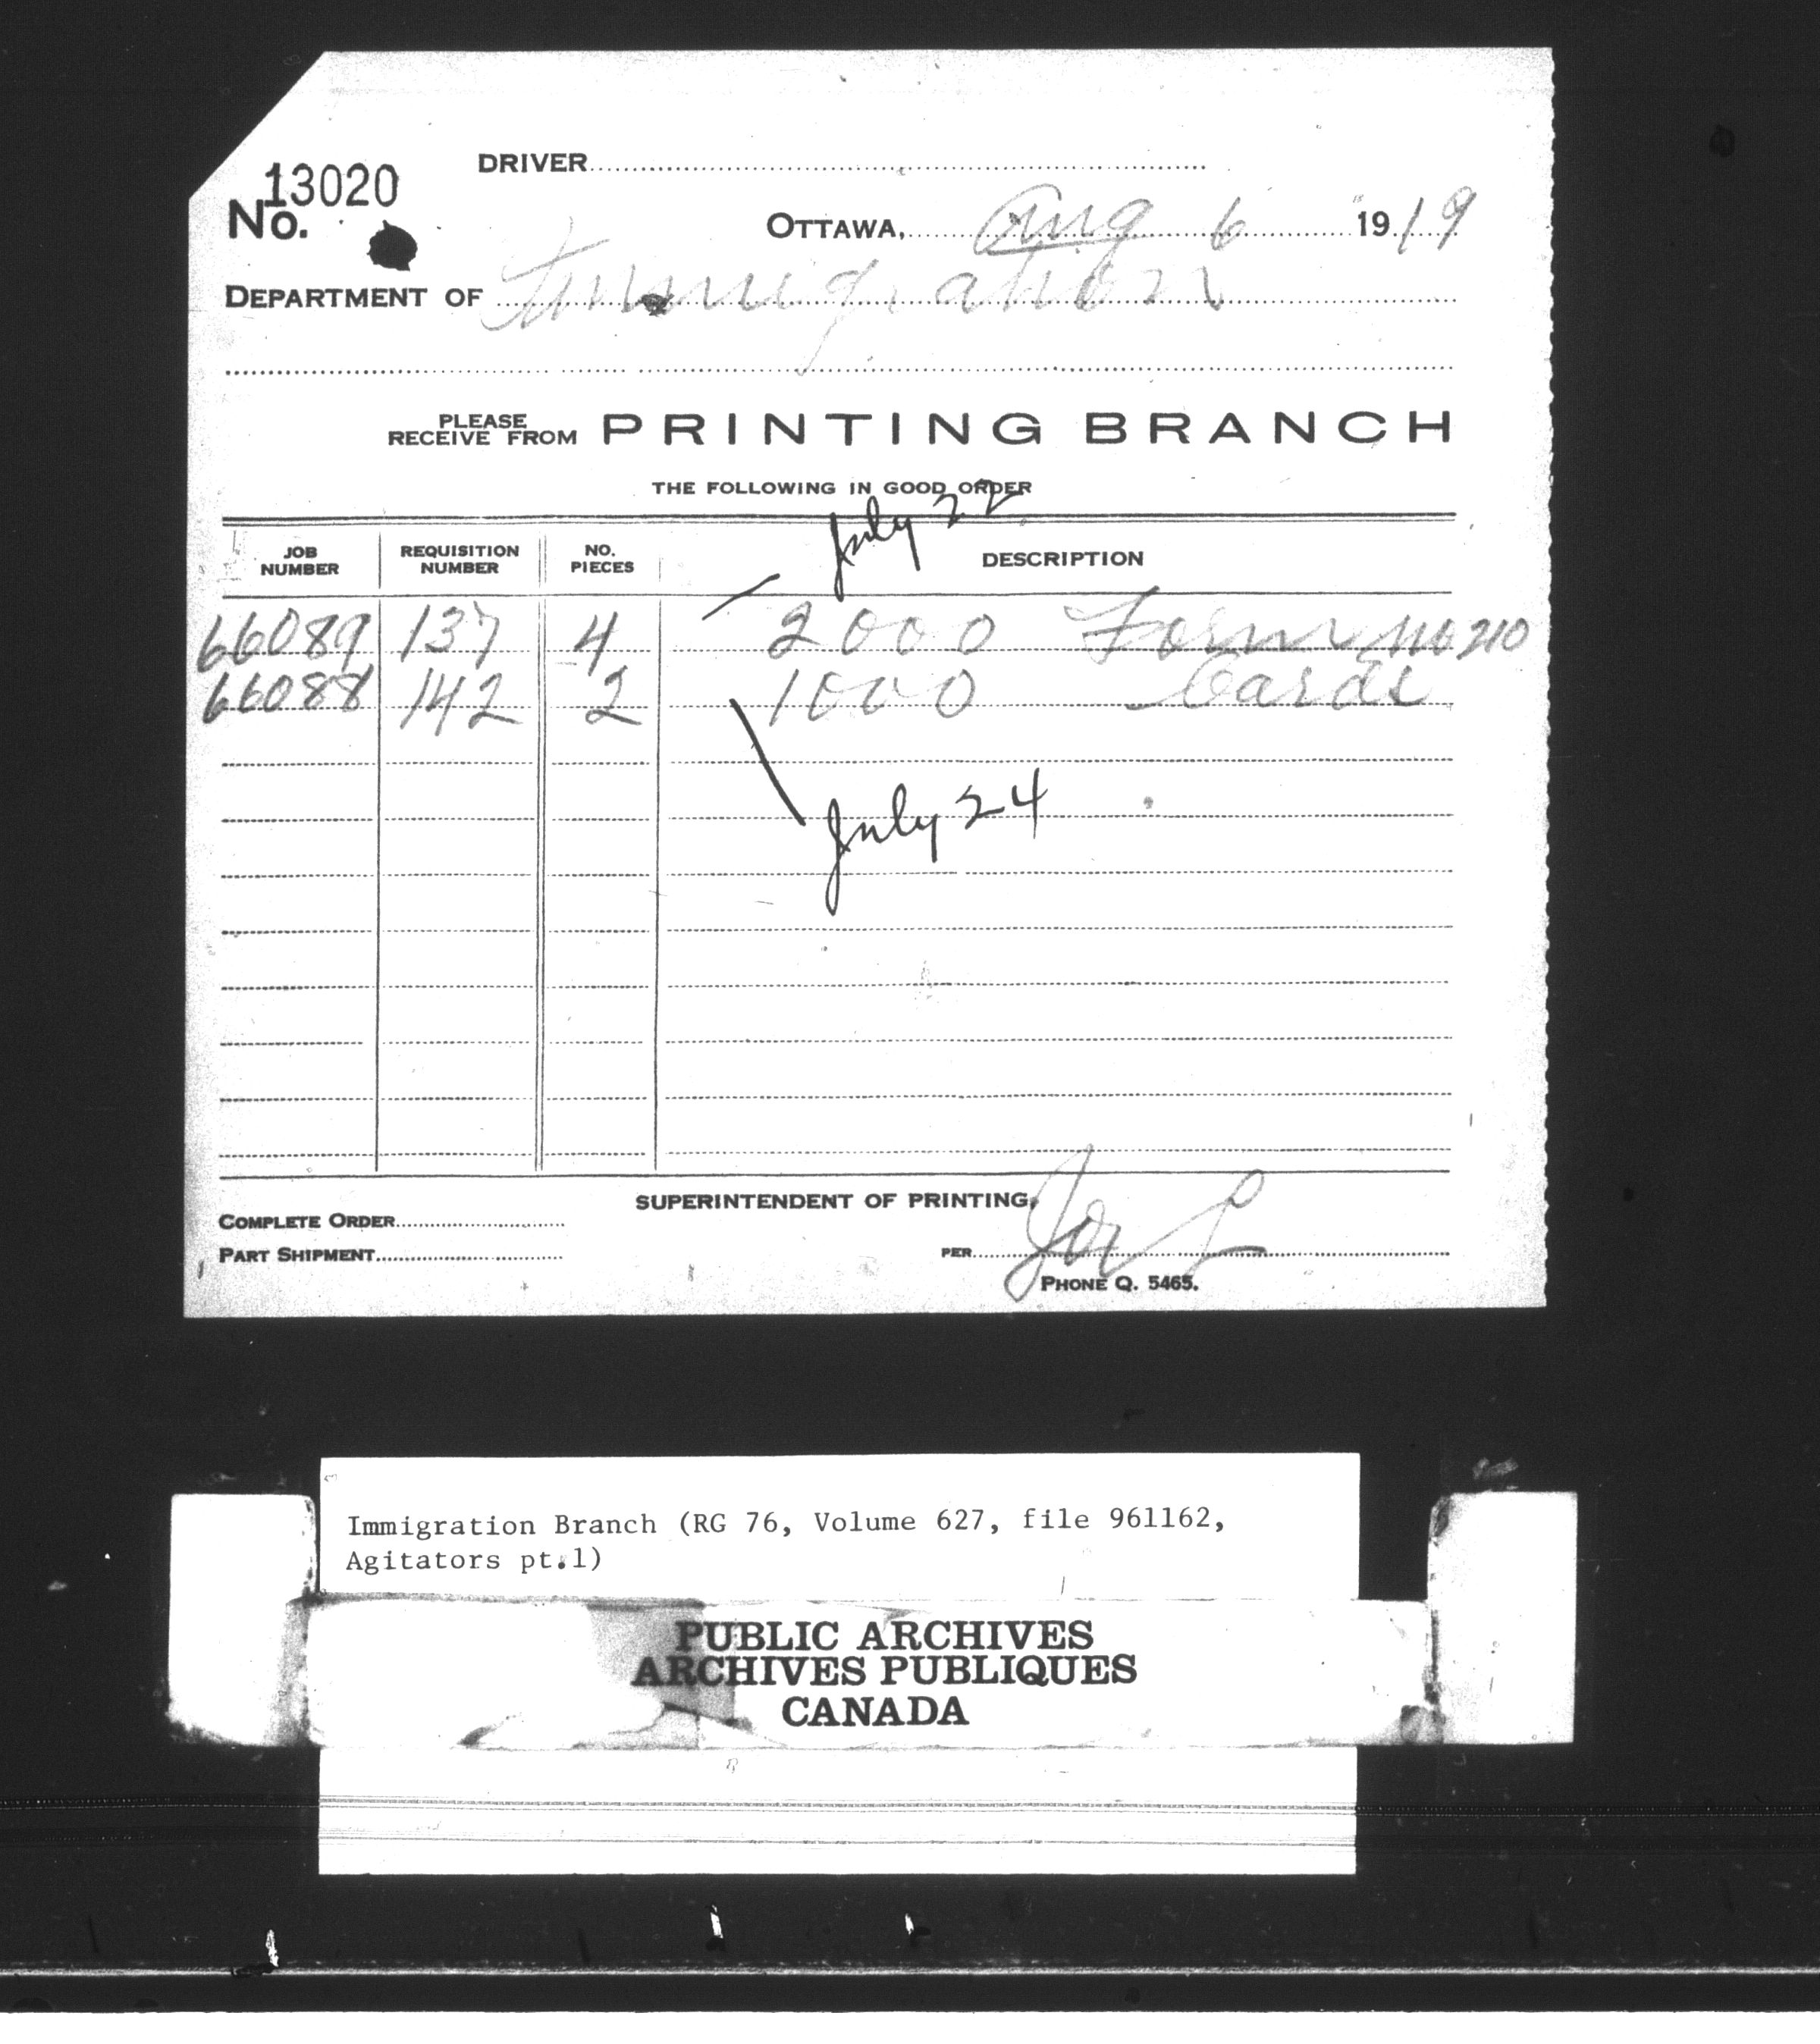 DRIVER
No. 13020
OTTAWA, Aug 6 1919
DEPARTMENT OF Immigration
PLEASE RECEIVE FROM PRINTING BRANCH
THE FOLLOWING IN GOOD ORDER
July 22
JOB NUMBER REQUISITION NUMBER NO. PIECES DESCRIPTION
66089 137 4 2000 Form no 210
66088 142 2 1000 Cards
July 24
SUPERINTENDENT OF PRINTING,
COMPLETE ORDER
PART SHIPMENT PER
PHONE Q. 5465.
Immigration Branch (RG 76, Volume 627, file 961162,
Agitators pt.1)
PUBLIC ARCHIVES
ARCHIVES PUBLIQUES
CANADA